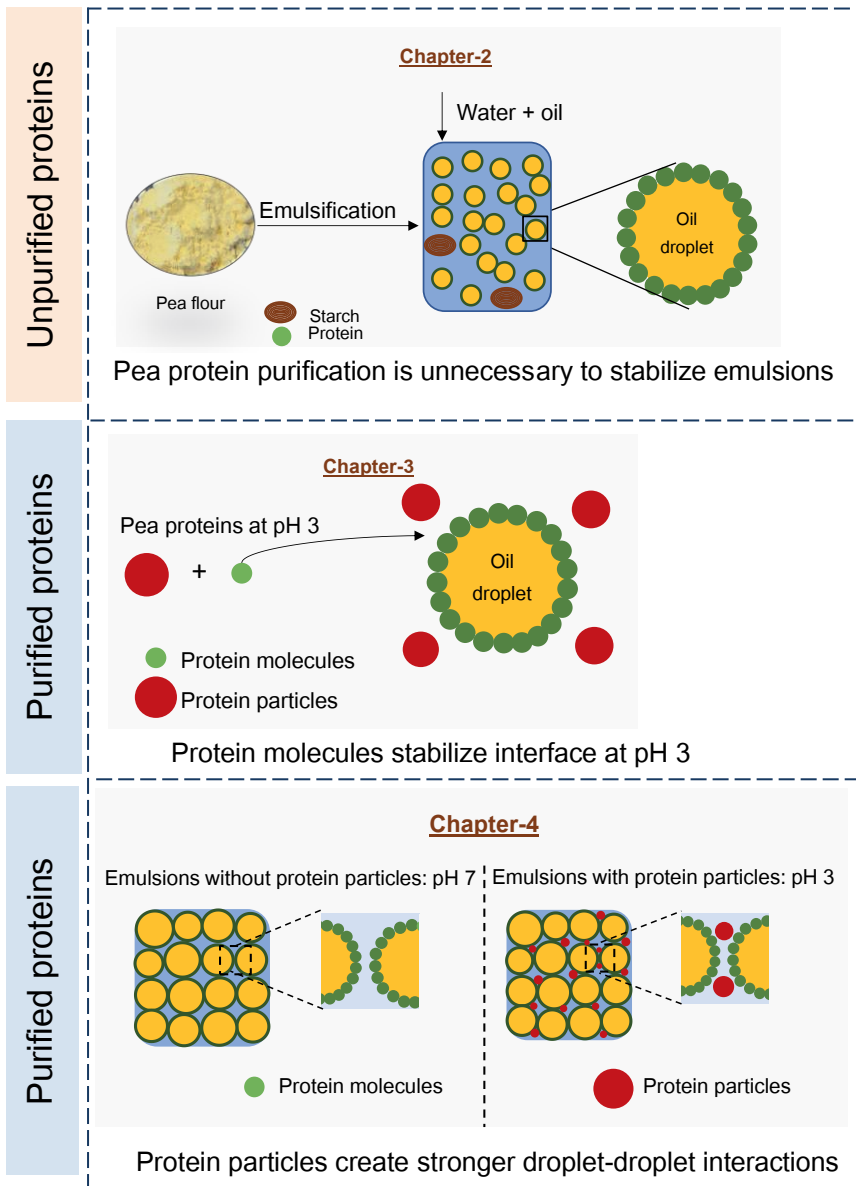 Unpurified proteins
Chapter-2
Water + oil
Emulsification
Oil
droplet
Pea flour
Starch
Protein
Pea protein purification is unnecessary to stabilize emulsions
Purified proteins
Chapter-3
Pea proteins at pH 3
+
Oil
droplet
Protein molecules
Protein particles
Protein molecules stabilize interface at pH 3
Purified proteins
Chapter-4
Emulsions without protein particles: pH 7
Emulsions with protein particles: pH 3
Protein molecules
Protein particles
Protein particles create stronger droplet-droplet interactions